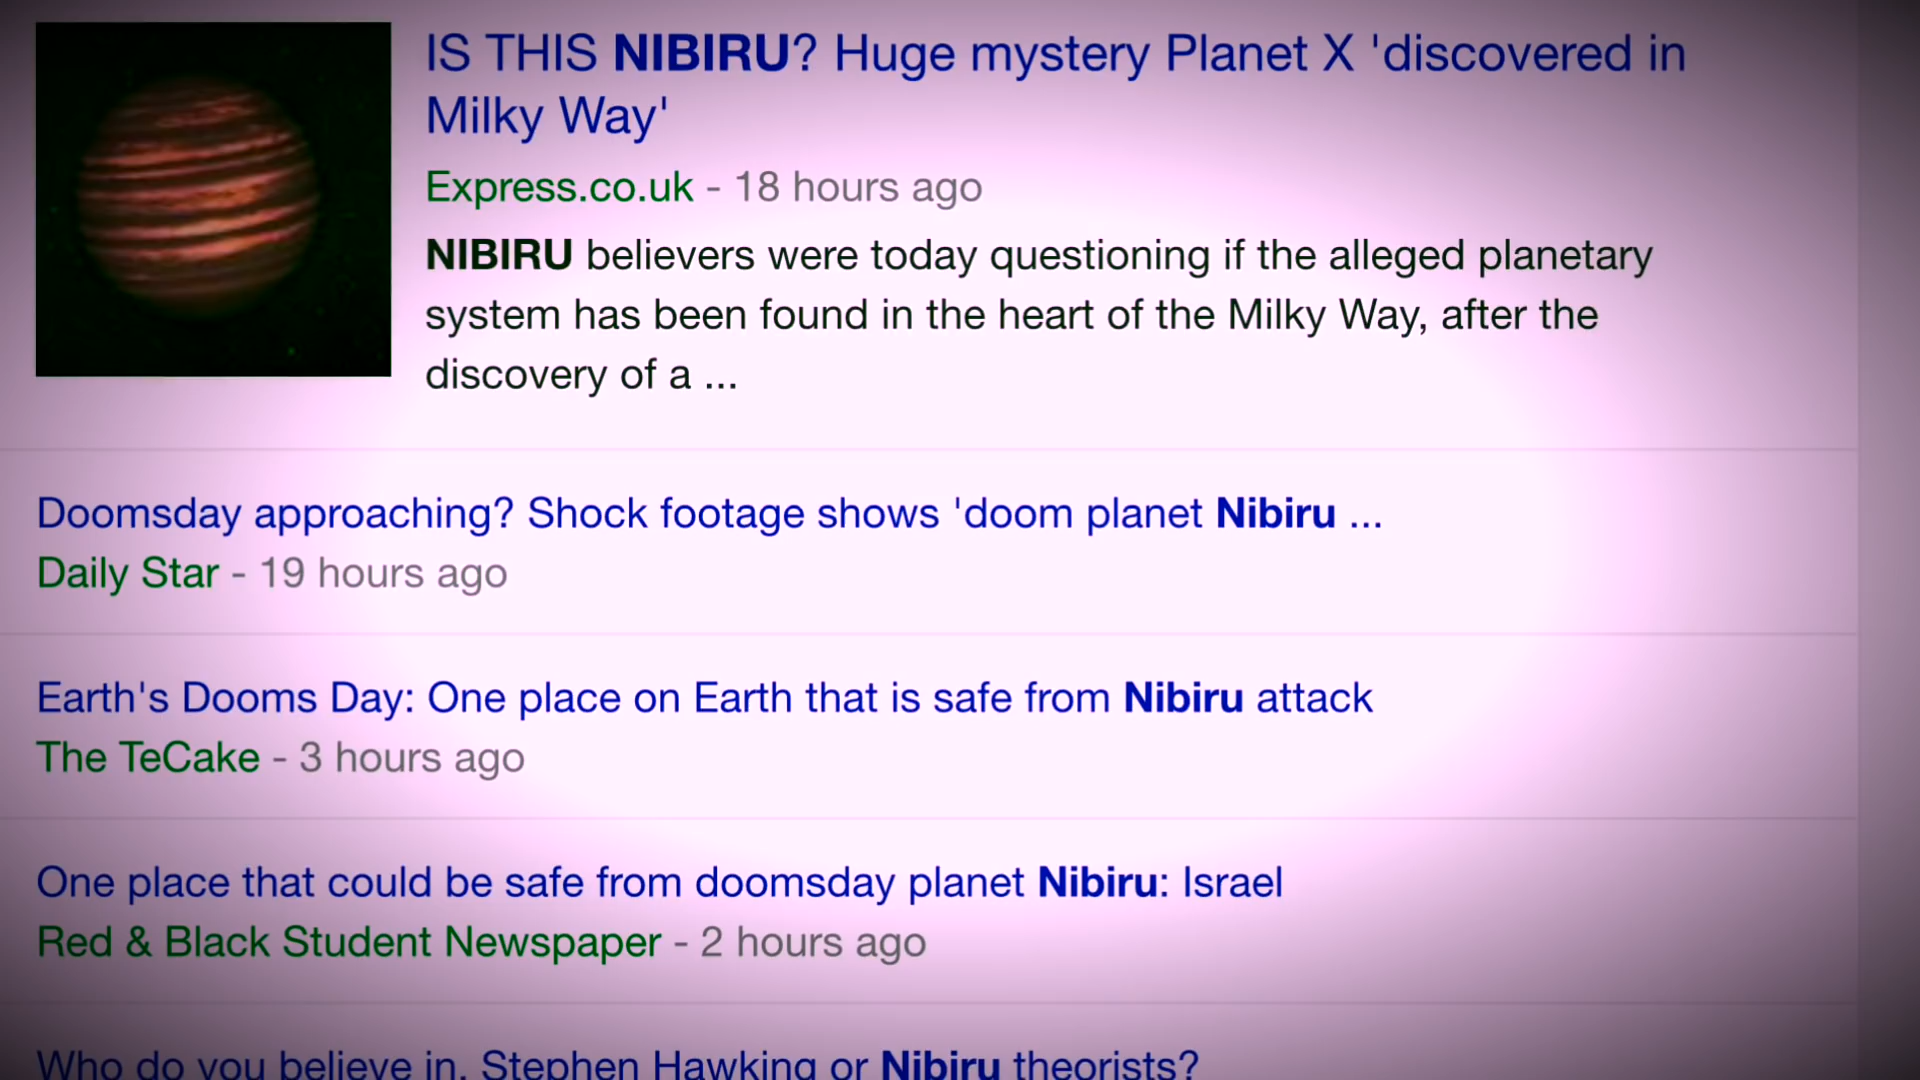 IS THIS NIBIRU? Huge mystery Planet X 'discovered in
Milky Way'
Express.co.uk - 18 hours ago
NIBIRU believers were today questioning if the alleged planetary
system has been found in the heart of the Milky Way, after the
discovery of a ...
Doomsday approaching? Shock footage shows 'doom planet Nibiru ...
Daily Star - 19 hours ago
Earth's Dooms Day: One place on Earth that is safe from Nibiru attack
The TeCake - 3 hours ago
One place that could be safe from doomsday planet Nibiru: Israel
Red & Black Student Newspaper - 2 hours ago
Who do you believe in, Stephen Hawking or Nibiru theorists?